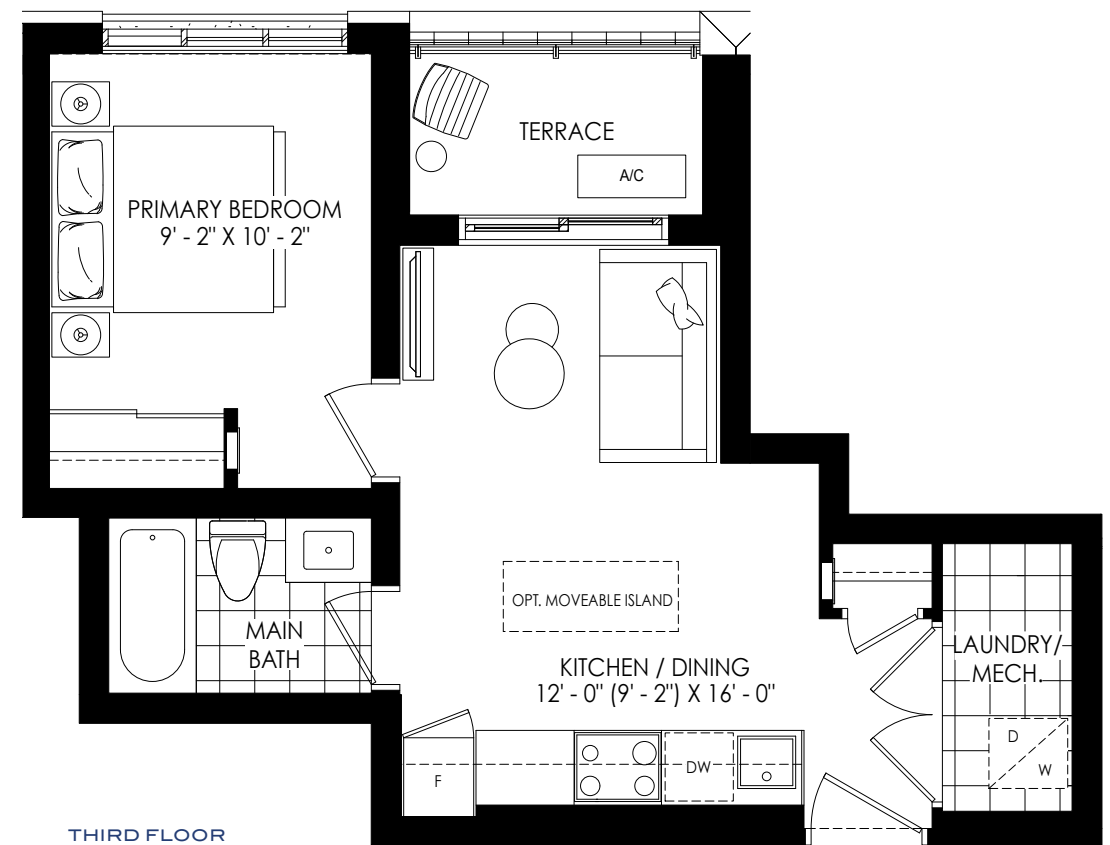 TERRACE
A/C
PRIMARY BEDROOM
9' - 2" X 10' - 2"
OPT. MOVEABLE ISLAND
MAIN
BATH
KITCHEN / DINING
12' - 0" (9' - 2") X 16' - 0"
LAUNDRY/
MECH.
D
W
F
DW
THIRD FLOOR